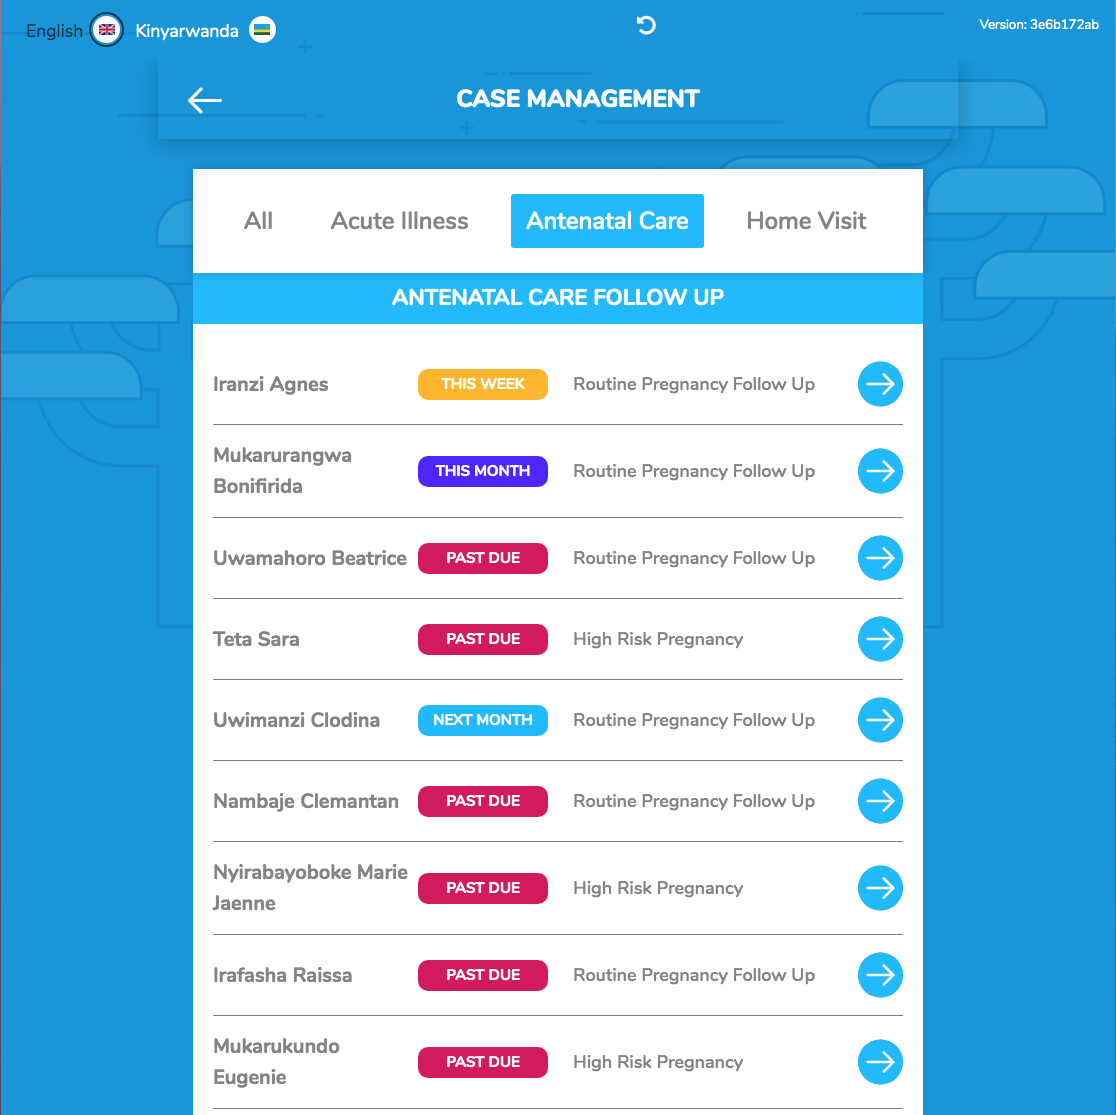 English Kinyarwanda Version: 3e6b172ab
CASE MANAGEMENT
All Acute Illness Antenatal Care Home Visit
ANTENATAL CARE FOLLOW UP
Iranzi Agnes THIS WEEK Routine Pregnancy Follow Up
Mukarurangwa
Bonifirida THIS MONTH Routine Pregnancy Follow Up
Uwamahoro Beatrice PAST DUE Routine Pregnancy Follow Up
Teta Sara PAST DUE High Risk Pregnancy
Uwimanzi Clodina NEXT MONTH Routine Pregnancy Follow Up
Nambaje Clemantan PAST DUE Routine Pregnancy Follow Up
Nyirabayoboke Marie
Jaenne PAST DUE High Risk Pregnancy
Irafasha Raissa PAST DUE Routine Pregnancy Follow Up
Mukarukundo
Eugenie PAST DUE High Risk Pregnancy